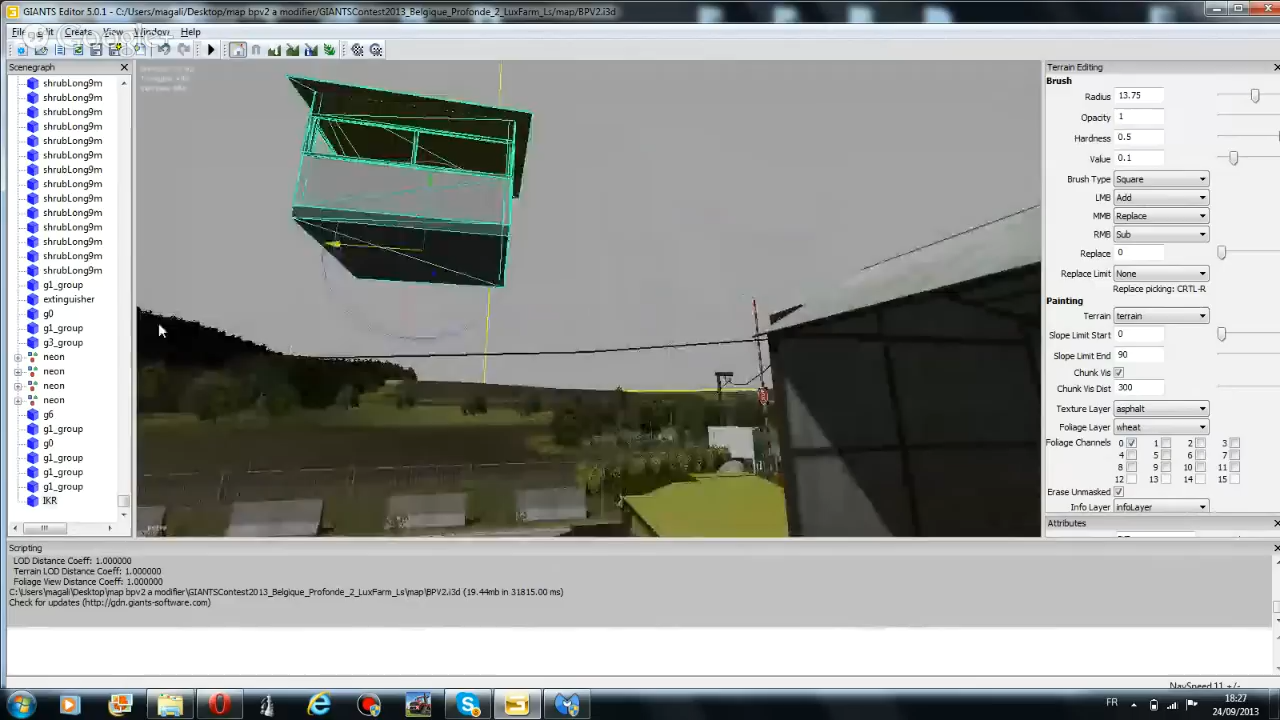 GIANTS Editor 5.0.1 - C:/Users/magali/Desktop/map bpv2 a modifier/GIANTSContest2013_Belgique_Profonde_2_LuxFarm_Ls/map/BPV2.i3d
Create View Window Help
Scenegraph
shrubLong9m
shrubLong9m
shrubLong9m
shrubLong9m
shrubLong9m
shrubLong9m
shrubLong9m
shrubLong9m
shrubLong9m
shrubLong9m
shrubLong9m
shrubLong9m
shrubLong9m
shrubLong9m
g1_group
extinguisher
g0
g1_group
g3_group
neon
neon
neon
neon
g6
g1_group
g0
g1_group
g1_group
g1_group
IKR
Terrain Editing
Brush
Radius 13.75
Opacity 1
Hardness 0.5
Value 0.1
Brush Type Square
LMB Add
MMB Replace
RMB Sub
Replace 0
Replace Limit None
Replace picking: CRTL-R
Painting
Terrain terrain
Slope Limit Start 0
Slope Limit End 90
Chunk Vis
Chunk Vis Dist 300
Texture Layer asphalt
Foliage Layer wheat
Foliage Channels 0 1 2 3
4 5 6 7
8 9 10 11
12 13 14 15
Erase Unmasked
Info Layer infoLayer
Attributes
Scripting
LOD Distance Coeff: 1.000000
Terrain LOD Distance Coeff: 1.000000
Foliage View Distance Coeff: 1.000000
C:\Users\magali\Desktop\map bpv2 a modifier\GIANTSContest2013_Belgique_Profonde_2_LuxFarm_Ls\map\BPV2.i3d (19.44mb in 31815.00 ms)
Check for updates (http://gdn.giants-software.com)
NavSpeed 11 +/-
FR
18:27
24/09/2013